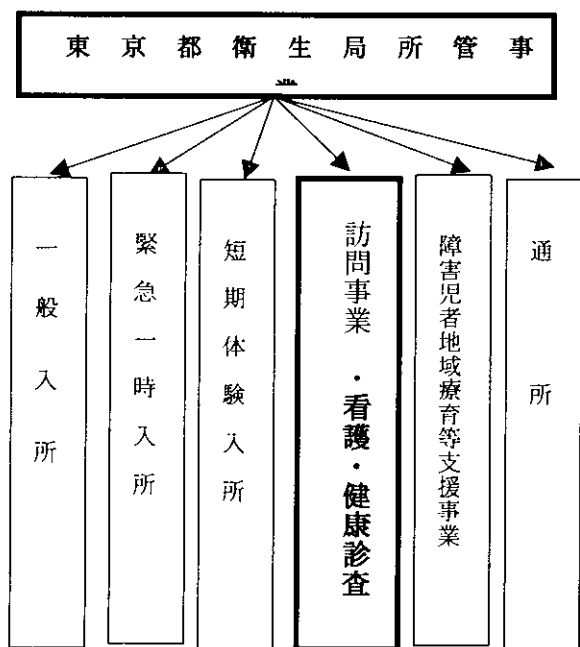 東京都衛生局所管事
業
一般入所
緊急一時入所
短期体験入所
訪問事業・看護・健康診査
障害児者地域療育等支援事業
通所